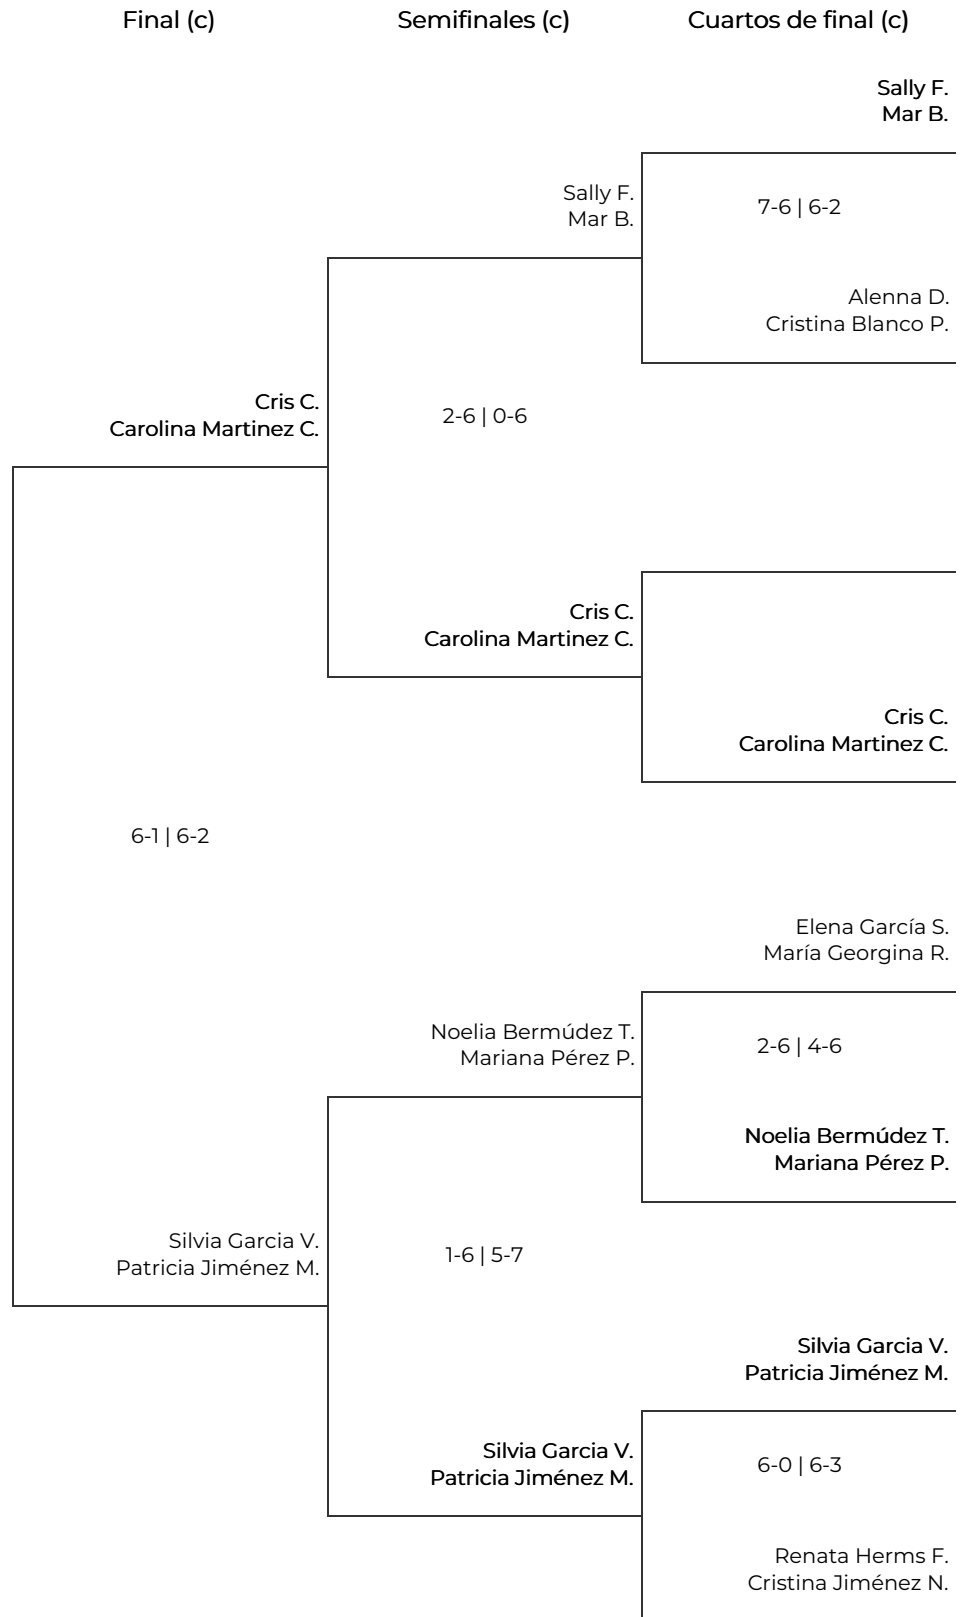 Final (c)
Semifinales (c)
Cuartos de final (c)
Sally F.
Mar B.
Sally F.
Mar B.
7-6 | 6-2
Alenna D.
Cristina Blanco P.
Cris C.
Carolina Martinez C.
2-6 | 0-6
Cris C.
Carolina Martinez C.
Cris C.
Carolina Martinez C.
6-1 | 6-2
Elena García S.
María Georgina R.
Noelia Bermúdez T.
Mariana Pérez P.
2-6 | 4-6
Noelia Bermúdez T.
Mariana Pérez P.
Silvia Garcia V.
Patricia Jiménez M.
1-6 | 5-7
Silvia Garcia V.
Patricia Jiménez M.
Silvia Garcia V.
Patricia Jiménez M.
6-0 | 6-3
Renata Herms F.
Cristina Jiménez N.